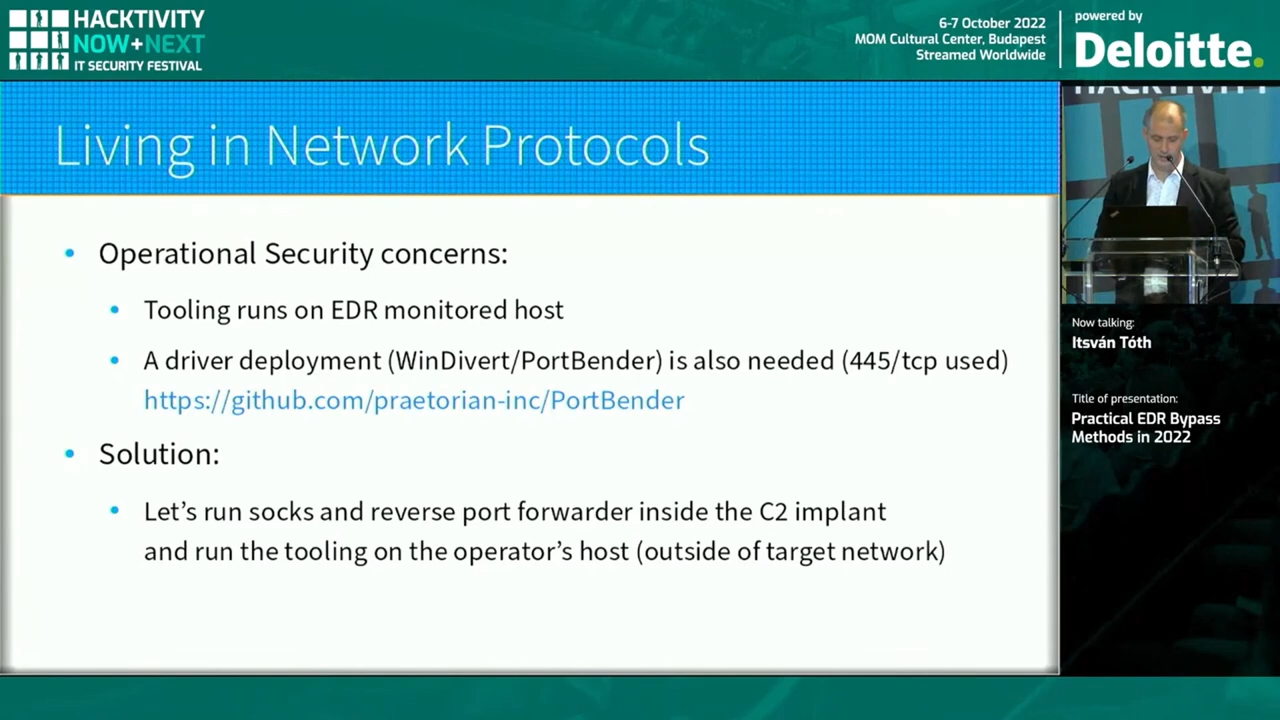 HACKTIVITY
NOW+NEXT
IT SECURITY FESTIVAL
6-7 October 2022
MOM Cultural Center, Budapest
Streamed Worldwide
powered by
Deloitte.
Living in Network Protocols
• Operational Security concerns:
• Tooling runs on EDR monitored host
• A driver deployment (WinDivert/PortBender) is also needed (445/tcp used)
https://github.com/praetorian-inc/PortBender
• Solution:
• Let's run socks and reverse port forwarder inside the C2 implant
and run the tooling on the operator's host (outside of target network)
HACKTIVITY
Now talking:
Itsván Tóth
Title of presentation:
Practical EDR Bypass
Methods in 2022